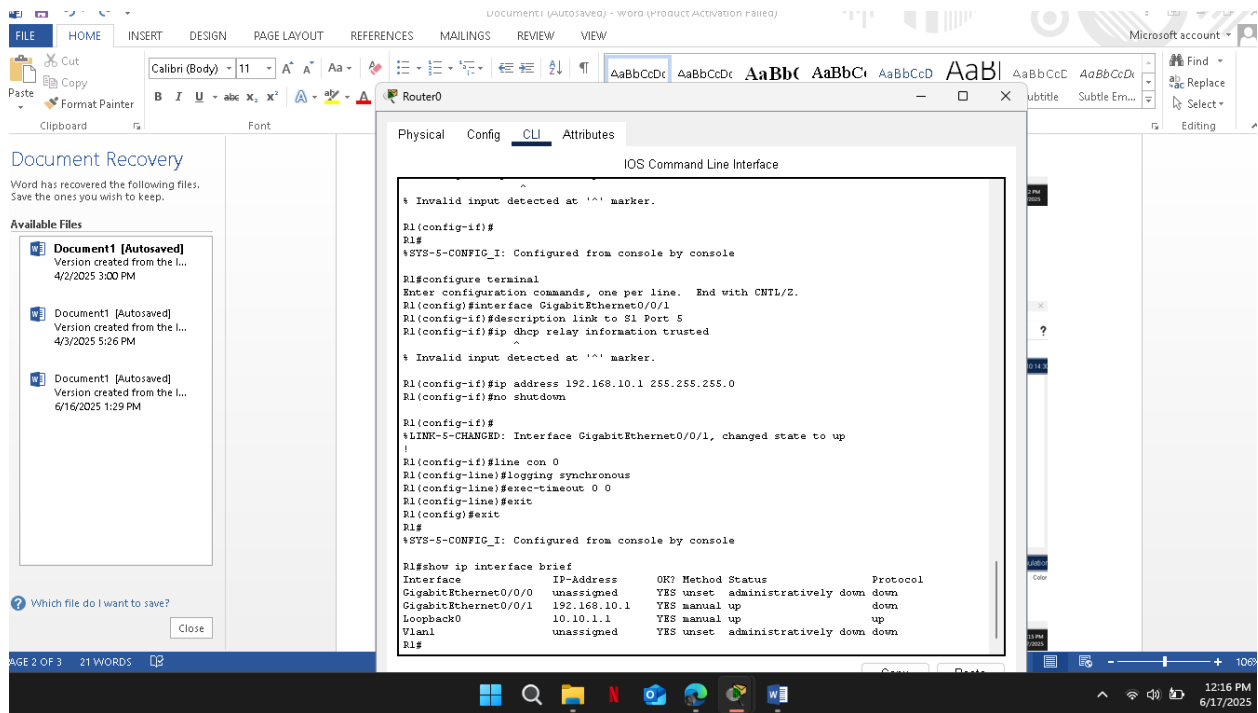 Document1 (Autosaved) - Word (Product Activation Failed)
FILE HOME INSERT DESIGN PAGE LAYOUT REFERENCES MAILINGS REVIEW VIEW Microsoft account
Cut
Copy
Paste
Format Painter
Clipboard
Calibri (Body) 11
Font
AaBbCcDc AaBbCcDc AaBb( AaBbCc AaBbCcD AaB AaBbCcD AaBbCcDc
ubtitle Subtle Em...
Find
Replace
Select
Editing
Document Recovery
Word has recovered the following files.
Save the ones you wish to keep.
Available Files
Document1 [Autosaved]
Version created from the l...
4/2/2025 3:00 PM
Document1 [Autosaved]
Version created from the l...
4/3/2025 5:26 PM
Document1 [Autosaved]
Version created from the l...
6/16/2025 1:29 PM
Which file do I want to save?
Close
Router0
Physical Config CLI Attributes
IOS Command Line Interface
^
% Invalid input detected at '^' marker.
R1(config-if)#
R1#
%SYS-5-CONFIG_I: Configured from console by console
R1#configure terminal
Enter configuration commands, one per line. End with CNTL/Z.
R1(config)#interface GigabitEthernet0/0/1
R1(config-if)#description link to S1 Port 5
R1(config-if)#ip dhcp relay information trusted
^
% Invalid input detected at '^' marker.
R1(config-if)#ip address 192.168.10.1 255.255.255.0
R1(config-if)#no shutdown
R1(config-if)#
%LINK-5-CHANGED: Interface GigabitEthernet0/0/1, changed state to up
!
R1(config-if)#line con 0
R1(config-line)#logging synchronous
R1(config-line)#exec-timeout 0 0
R1(config-line)#exit
R1(config)#exit
R1#
%SYS-5-CONFIG_I: Configured from console by console
R1#show ip interface brief
Interface IP-Address OK? Method Status Protocol
GigabitEthernet0/0/0 unassigned YES unset administratively down down
GigabitEthernet0/0/1 192.168.10.1 YES manual up down
Loopback0 10.10.1.1 YES manual up up
Vlan1 unassigned YES unset administratively down down
R1#
Copy Paste
AGE 2 OF 3 21 WORDS
106%
12:16 PM
6/17/2025